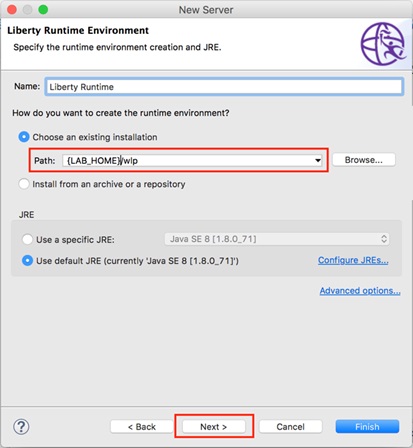 New Server
Liberty Runtime Environment
Specify the runtime environment creation and JRE.
Name: Liberty Runtime
How do you want to create the runtime environment?
Choose an existing installation
Path: {LAB_HOME}/wlp Browse...
Install from an archive or a repository
JRE
Use a specific JRE: Java SE 8 [1.8.0_71]
Use default JRE (currently 'Java SE 8 [1.8.0_71]') Configure JREs...
Advanced options...
? < Back Next > Cancel Finish